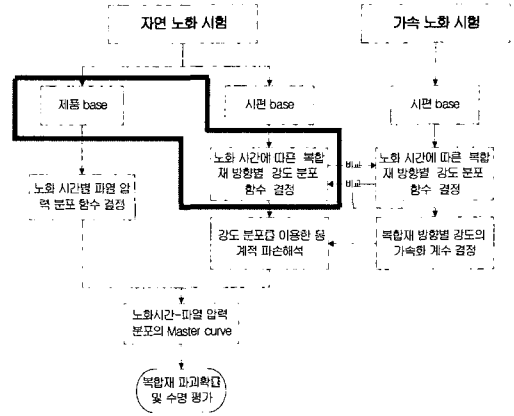 자연 노화 시험
가속 노화 시험
제품 base
시편 base
시편 base
노화 시간별 파열 압
력 분포 함수 결정
노화 시간에 따른 복합
재 방향별 강도 분포
함수 결정
비교
비교
노화 시간에 따른 복합
재 방향별 강도 분포
함수 결정
강도 분포를 이용한 통
계적 파손해석
복합재 방향별 강도의
가속화 계수 결정
노화시간-파열 압력
분포의 Master curve
복합재 파괴확률
및 수명 평가